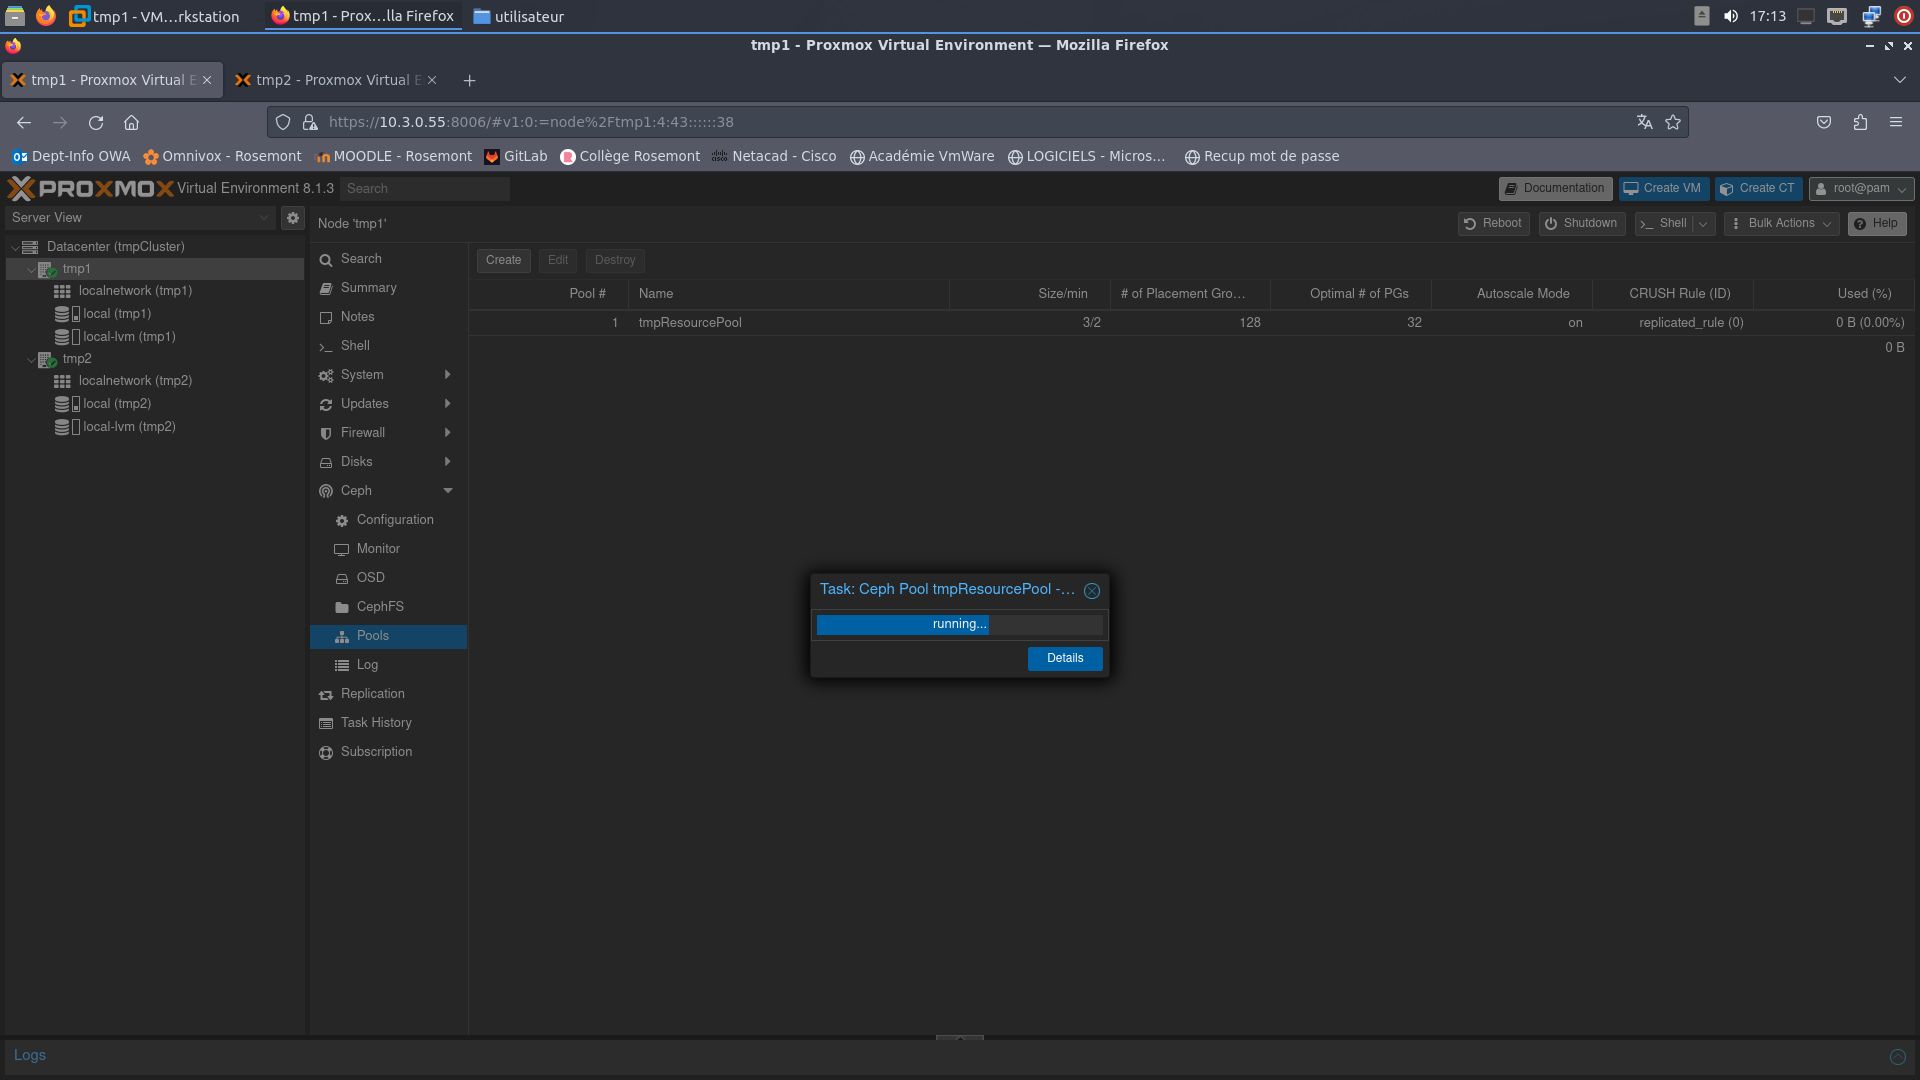 tmp1 - VM...rkstation
tmp1 - Prox...lla Firefox
utilisateur
17:13
tmp1 - Proxmox Virtual Environment — Mozilla Firefox
tmp1 - Proxmox Virtual E
tmp2 - Proxmox Virtual E
https://10.3.0.55:8006/#v1:0:=node%2Ftmp1:4:43::::::38
Dept-Info OWA
Omnivox - Rosemont
MOODLE - Rosemont
GitLab
Collège Rosemont
Netacad - Cisco
Académie VmWare
LOGICIELS - Micros...
Recup mot de passe
PROXMOX Virtual Environment 8.1.3
Search
Documentation
Create VM
Create CT
root@pam
Server View
Node 'tmp1'
Reboot
Shutdown
Shell
Bulk Actions
Help
Datacenter (tmpCluster)
tmp1
localnetwork (tmp1)
local (tmp1)
local-lvm (tmp1)
tmp2
localnetwork (tmp2)
local (tmp2)
local-lvm (tmp2)
Search
Summary
Notes
Shell
System
Updates
Firewall
Disks
Ceph
Configuration
Monitor
OSD
CephFS
Pools
Log
Replication
Task History
Subscription
Create
Edit
Destroy
Pool # Name Size/min # of Placement Gro... Optimal # of PGs Autoscale Mode CRUSH Rule (ID) Used (%)
1 tmpResourcePool 3/2 128 32 on replicated_rule (0) 0 B (0.00%)
0 B
Task: Ceph Pool tmpResourcePool -...
running...
Details
Logs